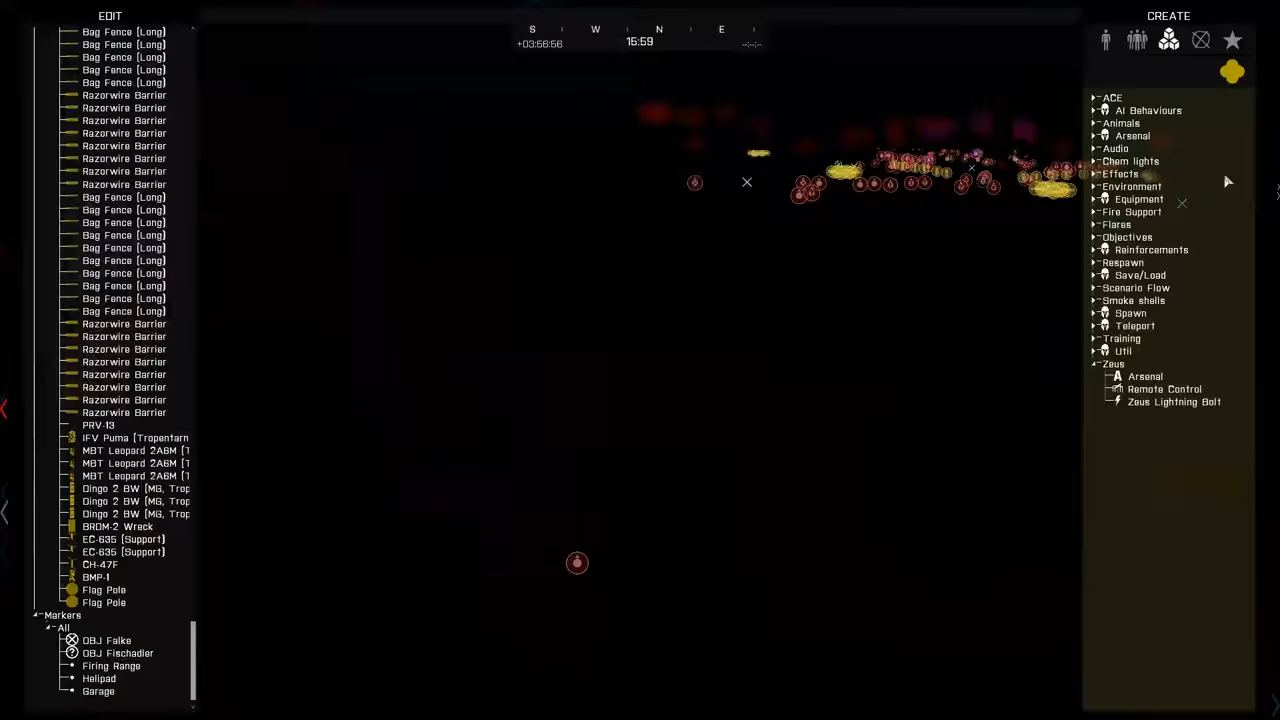 EDIT
Bag Fence (Long)
Bag Fence (Long)
Bag Fence (Long)
Bag Fence (Long)
Bag Fence (Long)
Razorwire Barrier
Razorwire Barrier
Razorwire Barrier
Razorwire Barrier
Razorwire Barrier
Razorwire Barrier
Razorwire Barrier
Razorwire Barrier
Bag Fence (Long)
Bag Fence (Long)
Bag Fence (Long)
Bag Fence (Long)
Bag Fence (Long)
Bag Fence (Long)
Bag Fence (Long)
Bag Fence (Long)
Bag Fence (Long)
Bag Fence (Long)
Razorwire Barrier
Razorwire Barrier
Razorwire Barrier
Razorwire Barrier
Razorwire Barrier
Razorwire Barrier
Razorwire Barrier
Razorwire Barrier
PRV-13
IFV Puma (Tropentarn
MBT Leopard 2A6M (T
MBT Leopard 2A6M (T
MBT Leopard 2A6M (T
Dingo 2 BW (MG, Trop
Dingo 2 BW (MG, Trop
Dingo 2 BW (MG, Trop
BRDM-2 Wreck
EC-635 (Support)
EC-635 (Support)
CH-47F
BMP-1
Flag Pole
Flag Pole
Markers
All
OBJ Falke
OBJ Fischadler
Firing Range
Helipad
Garage
S W N E
+03:56:56 15:59 --:--:--
CREATE
ACE
AI Behaviours
Animals
Arsenal
Audio
Chem lights
Effects
Environment
Equipment
Fire Support
Flares
Objectives
Reinforcements
Respawn
Save/Load
Scenario Flow
Smoke shells
Spawn
Teleport
Training
Util
Zeus
Arsenal
Remote Control
Zeus Lightning Bolt